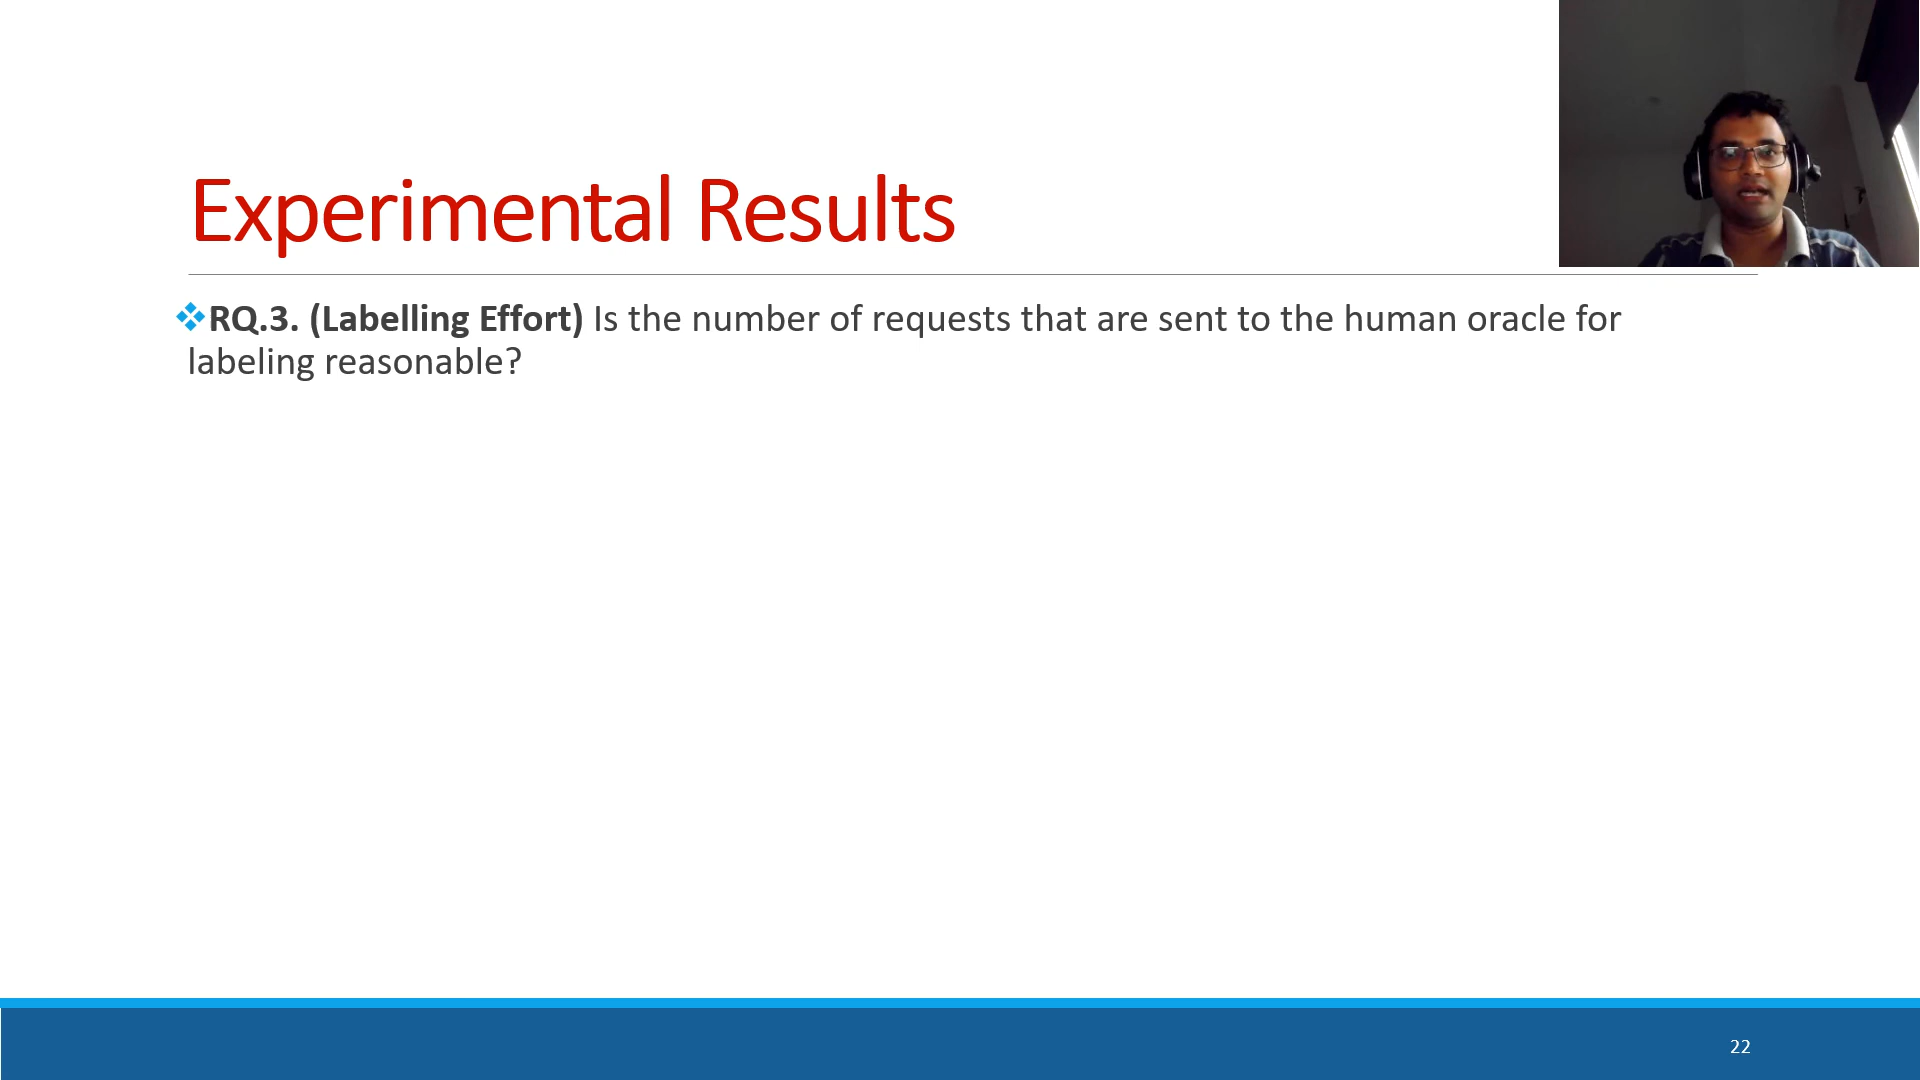 Experimental Results
RQ.3. (Labelling Effort) Is the number of requests that are sent to the human oracle for
labeling reasonable?
22